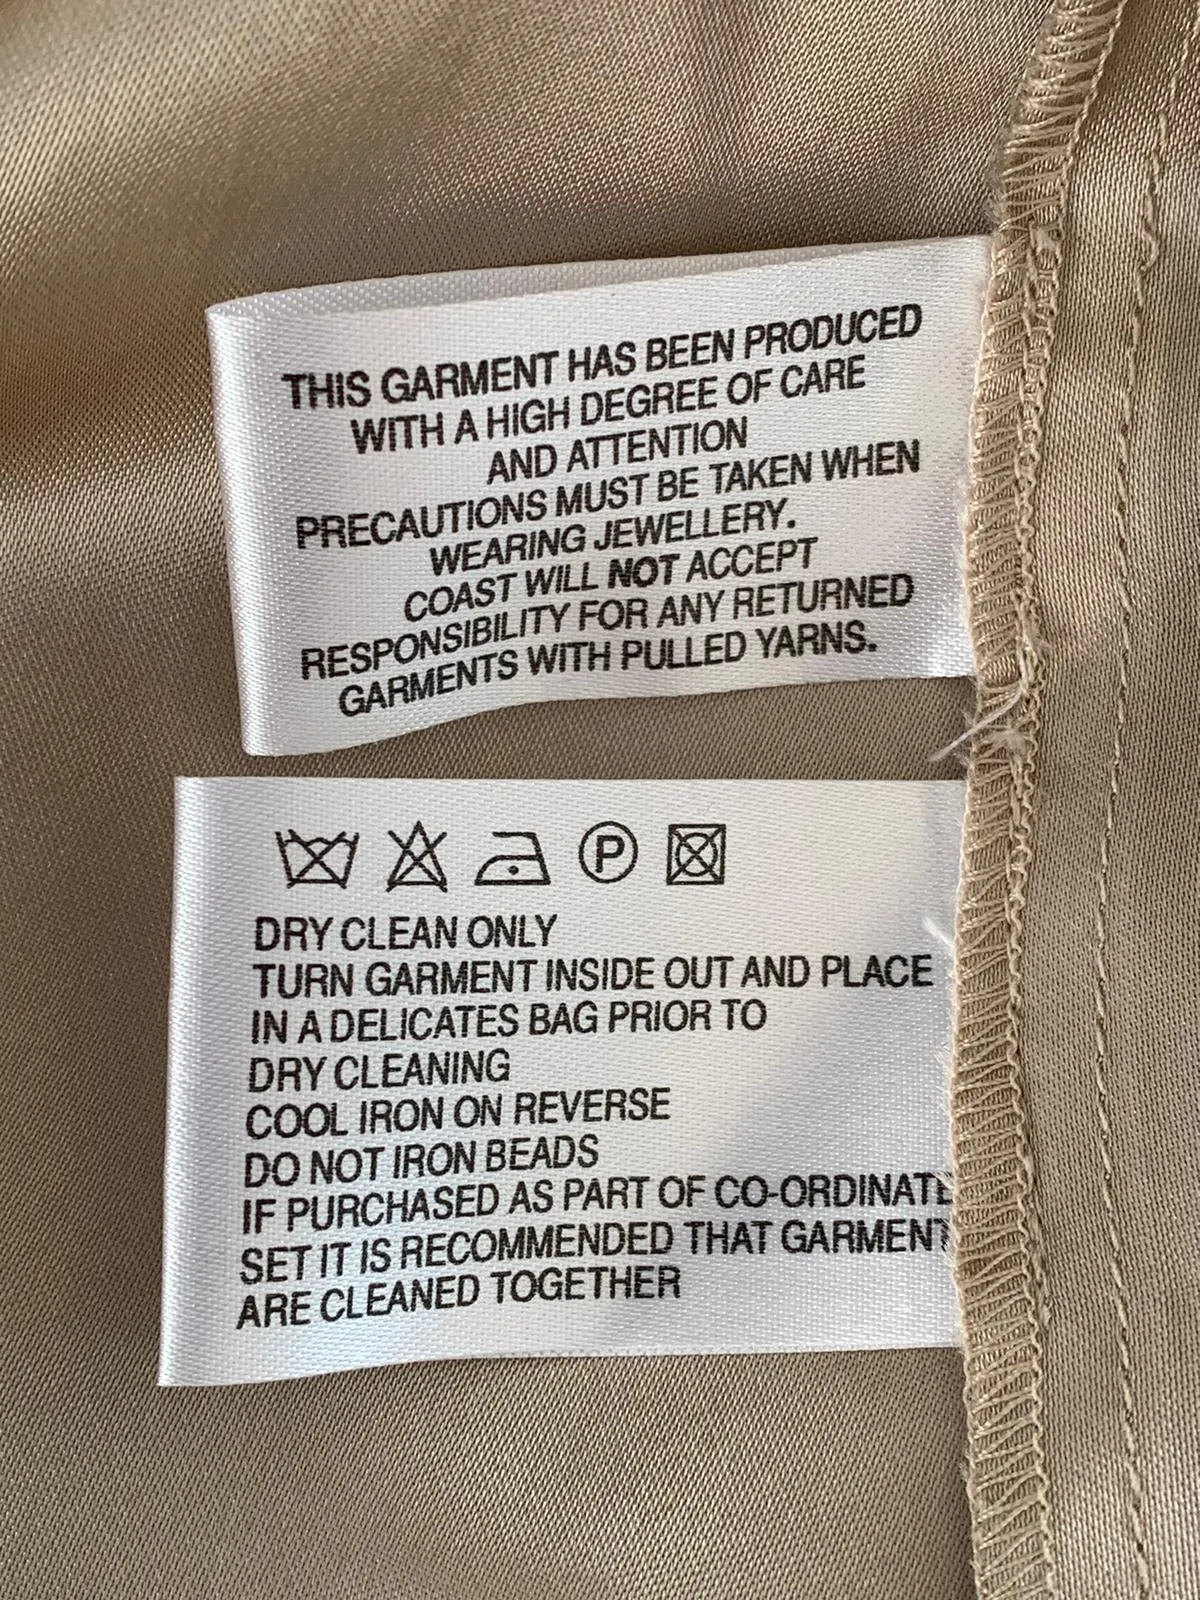 THIS GARMENT HAS BEEN PRODUCED
WITH A HIGH DEGREE OF CARE
AND ATTENTION
PRECAUTIONS MUST BE TAKEN WHEN
WEARING JEWELLERY.
COAST WILL NOT ACCEPT
RESPONSIBILITY FOR ANY RETURNED
GARMENTS WITH PULLED YARNS.
P
DRY CLEAN ONLY
TURN GARMENT INSIDE OUT AND PLACE
IN A DELICATES BAG PRIOR TO
DRY CLEANING
COOL IRON ON REVERSE
DO NOT IRON BEADS
IF PURCHASED AS PART OF CO-ORDINATE
SET IT IS RECOMMENDED THAT GARMENT
ARE CLEANED TOGETHER